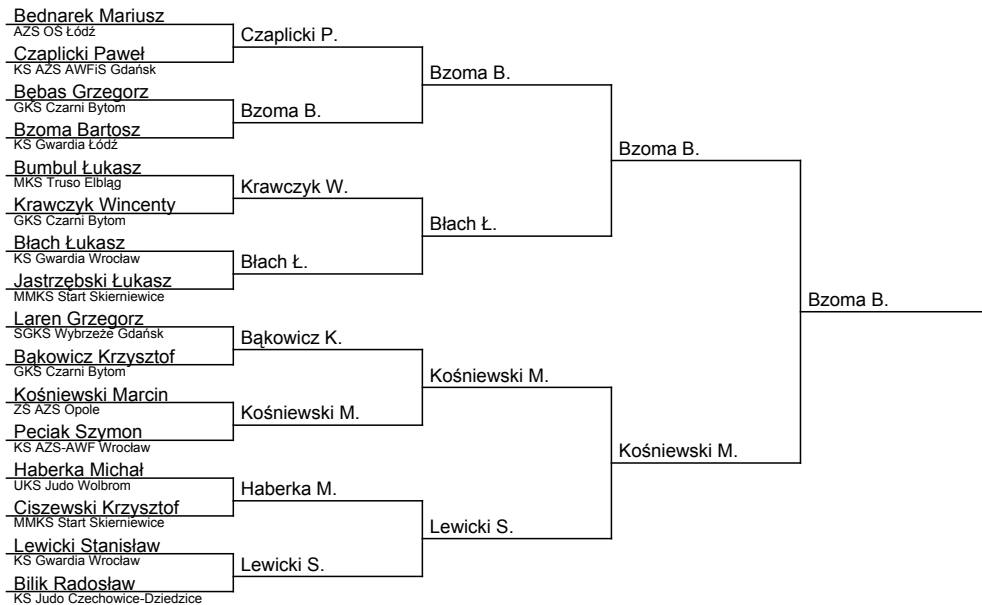 Bednarek Mariusz
AZS OŚ Łódź
Czaplicki Paweł
KS AZS AWFiS Gdańsk
Bębas Grzegorz
GKS Czarni Bytom
Bzoma Bartosz
KS Gwardia Łódź
Bumbul Łukasz
MKS Truso Elbląg
Krawczyk Wincenty
GKS Czarni Bytom
Błach Łukasz
KS Gwardia Wrocław
Jastrzębski Łukasz
MMKS Start Skierniewice
Laren Grzegorz
SGKS Wybrzeże Gdańsk
Bąkowicz Krzysztof
GKS Czarni Bytom
Kośniewski Marcin
ZŚ AZS Opole
Peciak Szymon
KS AZS-AWF Wrocław
Haberka Michał
UKS Judo Wolbrom
Ciszewski Krzysztof
MMKS Start Skierniewice
Lewicki Stanisław
KS Gwardia Wrocław
Bilik Radosław
KS Judo Czechowice-Dziedzice
Czaplicki P.
Bzoma B.
Krawczyk W.
Błach Ł.
Bąkowicz K.
Kośniewski M.
Haberka M.
Lewicki S.
Bzoma B.
Błach Ł.
Kośniewski M.
Lewicki S.
Bzoma B.
Kośniewski M.
Bzoma B.